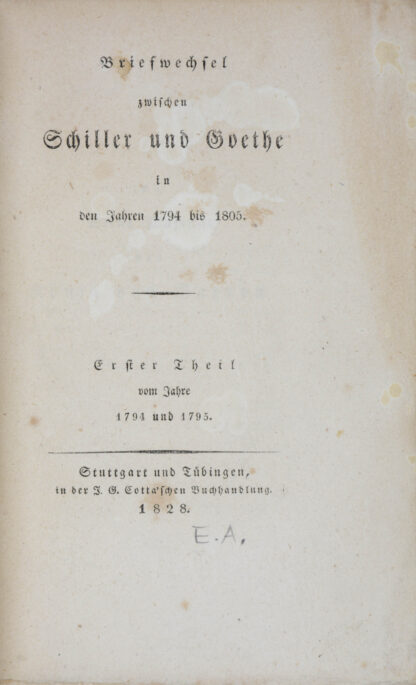 Briefwechsel
zwischen
Schiller und Goethe
in
den Jahren 1794 bis 1805.
Erster Theil
vom Jahre
1794 und 1795.
Stuttgart und Tübingen,
in der J. G. Cotta'schen Buchhandlung.
1828.
E.A.